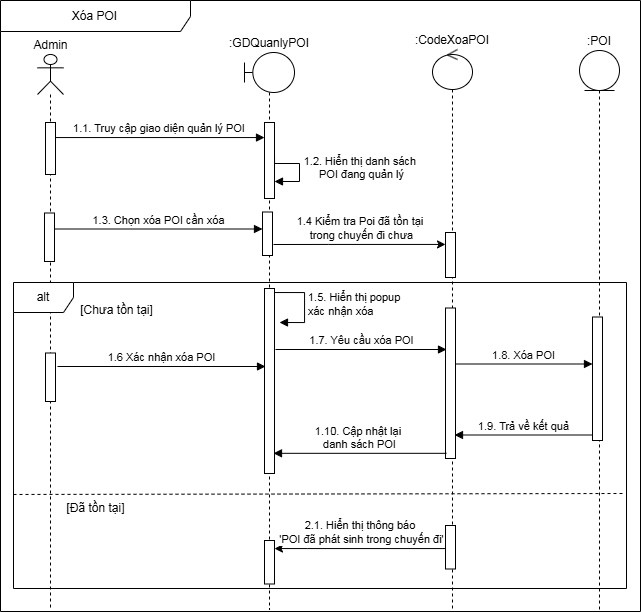 Xóa POI
Admin
:GDQuanlyPOI
:CodeXoaPOI
:POI
1.1. Truy cập giao diện quản lý POI
1.2. Hiển thị danh sách
POI đang quản lý
1.3. Chọn xóa POI cần xóa
1.4 Kiểm tra Poi đã tồn tại
trong chuyến đi chưa
alt
[Chưa tồn tại]
1.5. Hiển thị popup
xác nhận xóa
1.6 Xác nhận xóa POI
1.7. Yêu cầu xóa POI
1.8. Xóa POI
1.9. Trả về kết quả
1.10. Cập nhật lại
danh sách POI
[Đã tồn tại]
2.1. Hiển thị thông báo
'POI đã phát sinh trong chuyến đi'